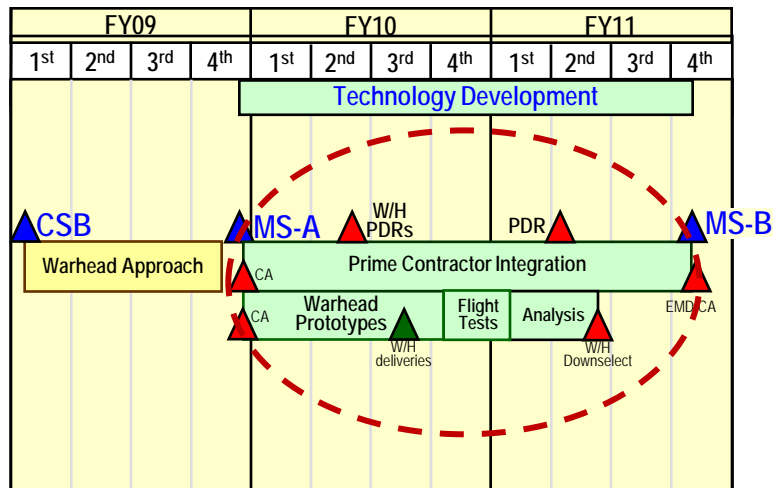 FY09 FY10 FY11
1st 2nd 3rd 4th 1st 2nd 3rd 4th 1st 2nd 3rd 4th
Technology Development
CSB
MS-A
W/H
PDRs
PDR
MS-B
Warhead Approach
Prime Contractor Integration
CA
EMD/CA
CA
Warhead
Prototypes
Flight
Tests
Analysis
W/H
deliveries
W/H
Downselect